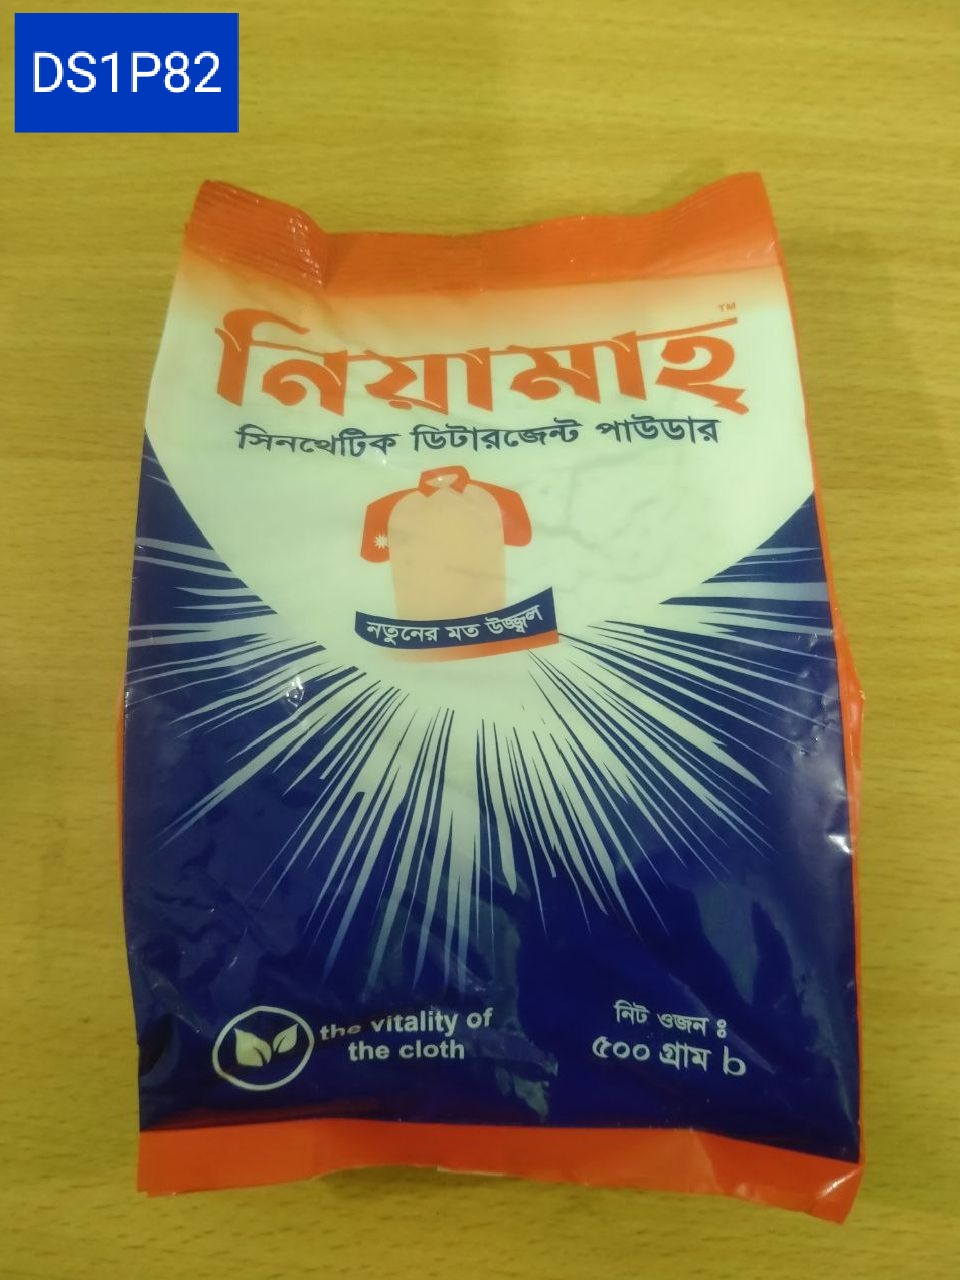 DS1P82
নিয়ামাহ্ ™
সিনথেটিক ডিটারজেন্ট পাউডার
নতুনের মত উজ্জ্বল
the vitality of
the cloth
নিট ওজন :
৫০০ গ্রাম b